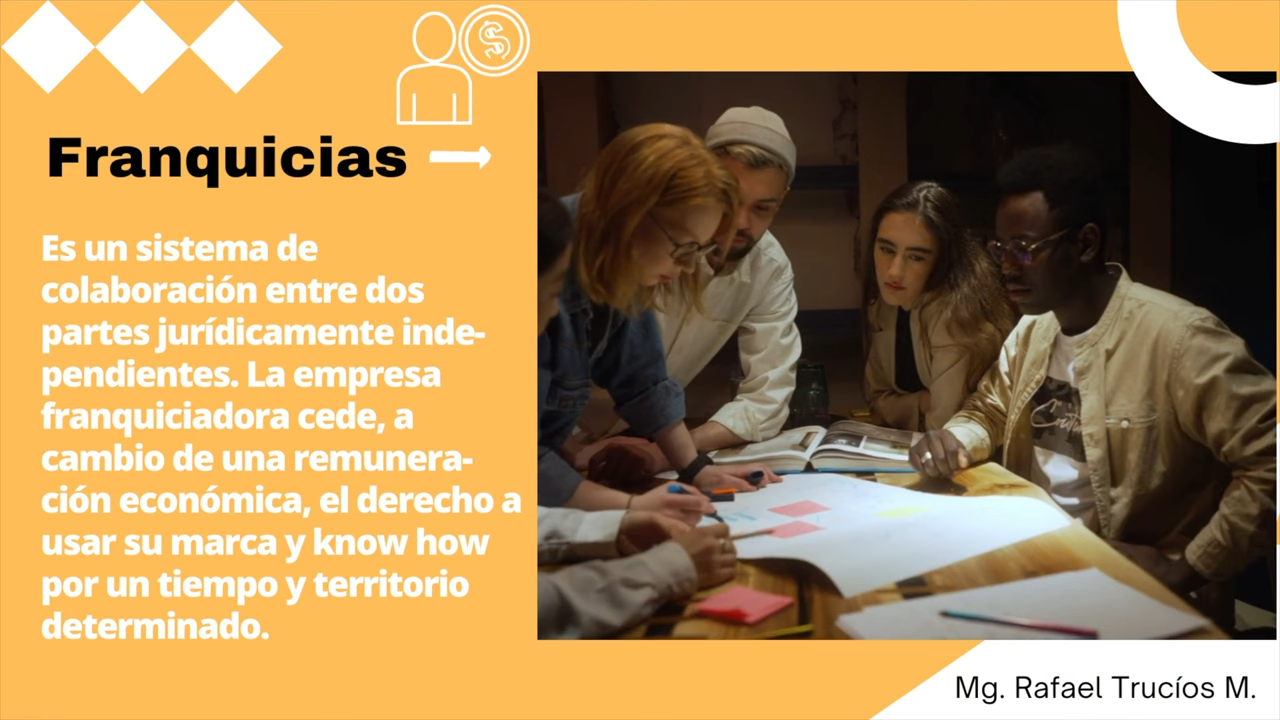 Franquicias
Es un sistema de
colaboración entre dos
partes jurídicamente inde-
pendientes. La empresa
franquiciadora cede, a
cambio de una remunera-
ción económica, el derecho a
usar su marca y know how
por un tiempo y territorio
determinado.
Mg. Rafael Trucíos M.